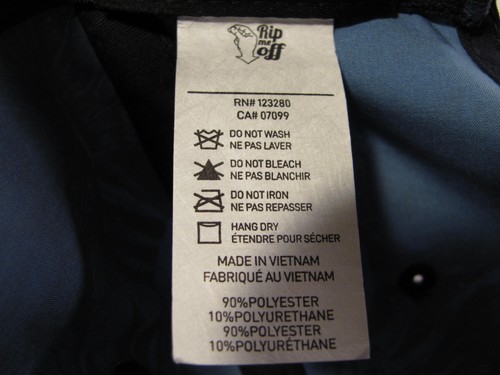 Rip
me
off
RN# 123280
CA# 07099
DO NOT WASH
NE PAS LAVER
DO NOT BLEACH
NE PAS BLANCHIR
DO NOT IRON
NE PAS REPASSER
HANG DRY
ÉTENDRE POUR SÉCHER
MADE IN VIETNAM
FABRIQUÉ AU VIETNAM
90%POLYESTER
10%POLYURETHANE
90%POLYESTER
10%POLYURÉTHANE